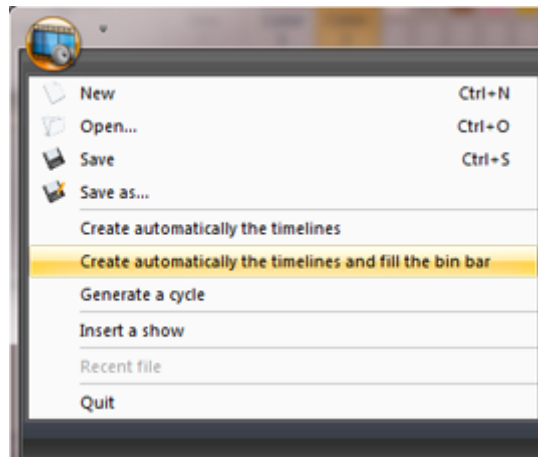 New Ctrl+N
Open... Ctrl+O
Save Ctrl+S
Save as...
Create automatically the timelines
Create automatically the timelines and fill the bin bar
Generate a cycle
Insert a show
Recent file
Quit